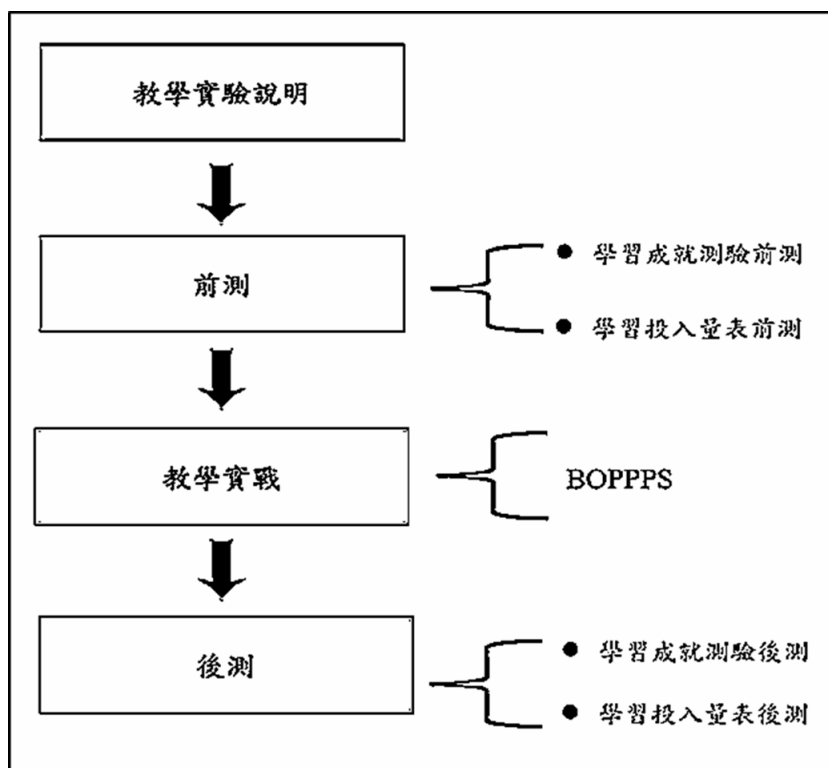 教學實驗說明
前測
● 學習成就測驗前測
● 學習投入量表前測
教學實戰
BOPPPS
後測
● 學習成就測驗後測
● 學習投入量表後測